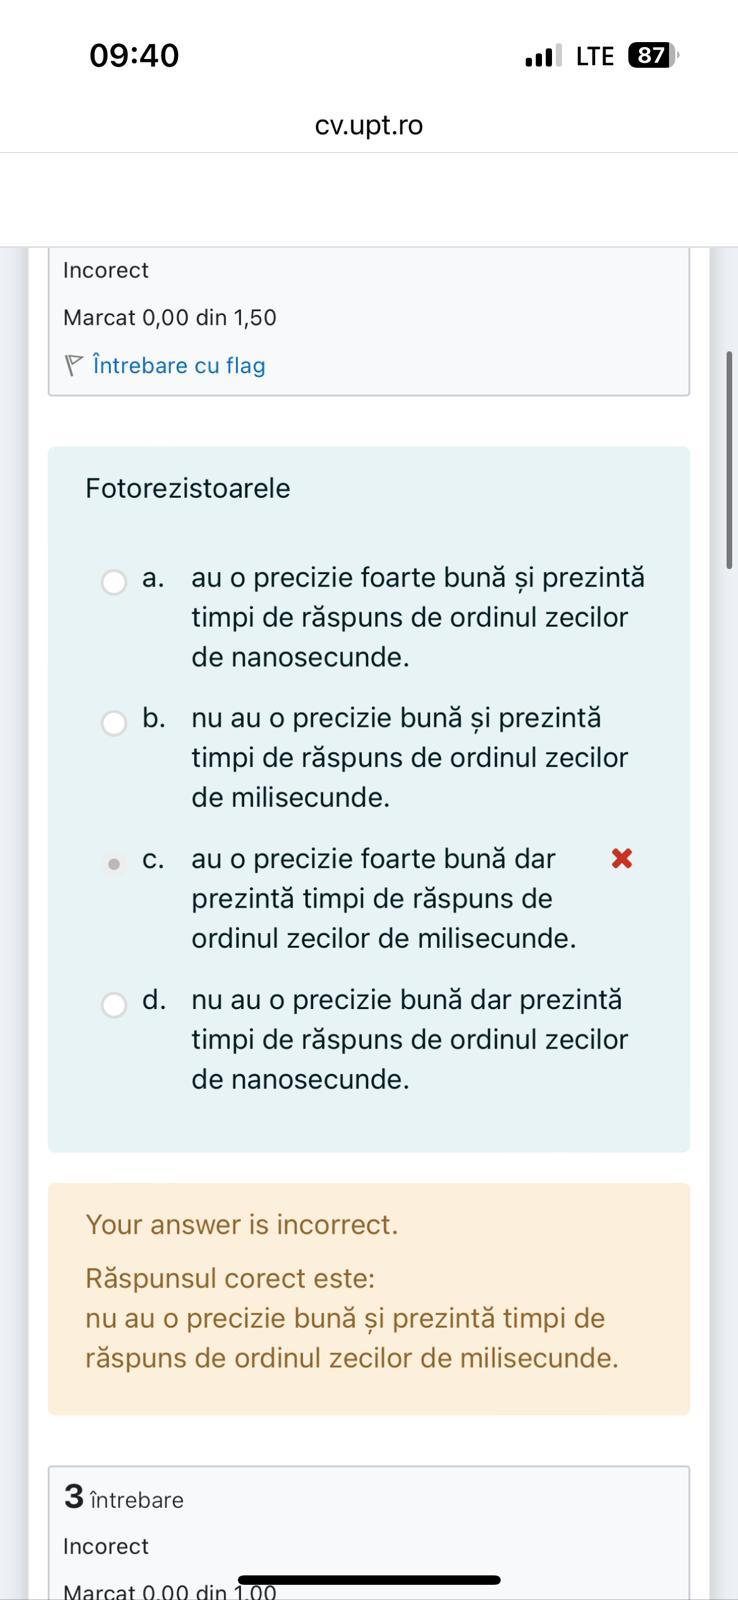 09:40
LTE 87
cv.upt.ro
Incorect
Marcat 0,00 din 1,50
Întrebare cu flag
Fotorezistoarele
a. au o precizie foarte bună și prezintă
timpi de răspuns de ordinul zecilor
de nanosecunde.
b. nu au o precizie bună și prezintă
timpi de răspuns de ordinul zecilor
de milisecunde.
c. au o precizie foarte bună dar
prezintă timpi de răspuns de
ordinul zecilor de milisecunde.
d. nu au o precizie bună dar prezintă
timpi de răspuns de ordinul zecilor
de nanosecunde.
Your answer is incorrect.
Răspunsul corect este:
nu au o precizie bună și prezintă timpi de
răspuns de ordinul zecilor de milisecunde.
3 întrebare
Incorect
Marcat 0,00 din 1,00